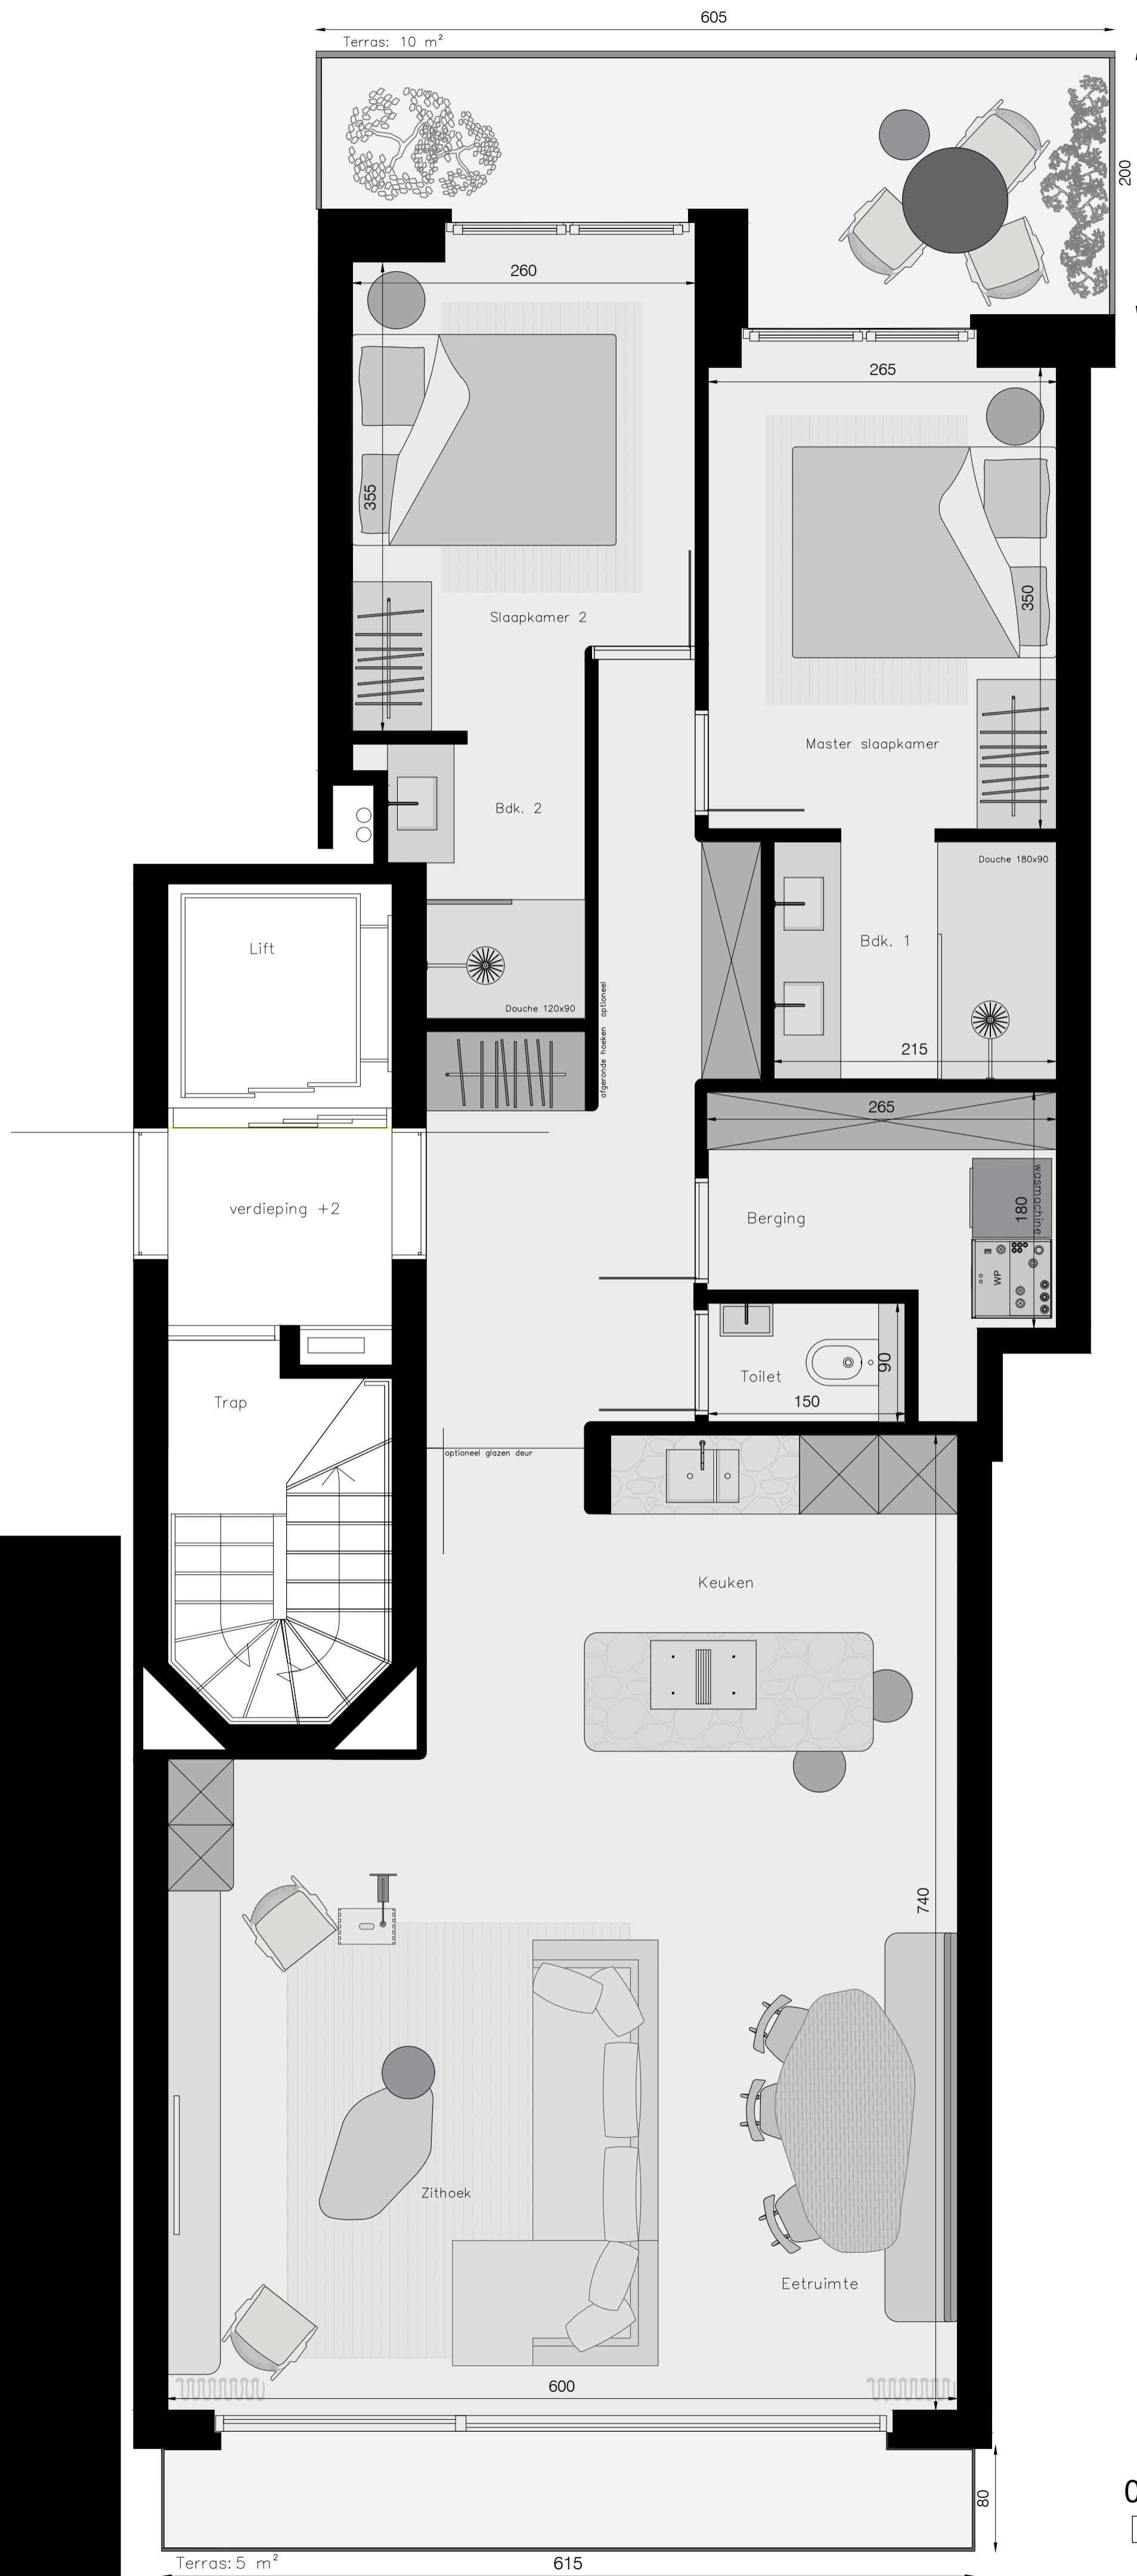 605
Terras: 10 m²
200
260
265
355
350
Slaapkamer 2
Master slaapkamer
Bdk. 2
Douche 180x90
Lift
Bdk. 1
Douche 120x90
afgeronde hoeken optioneel
215
265
verdieping +2
Berging
180
wasmachine
WP
Toilet
90
150
Trap
optioneel glazen deur
Keuken
740
Zithoek
Eetruimte
600
80
0
Terras: 5 m²
615